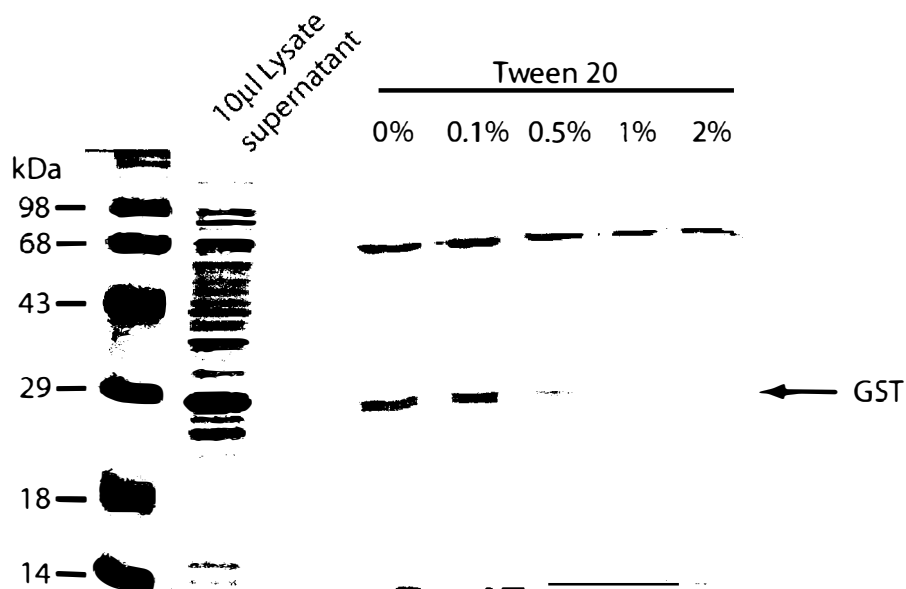 10μl Lysate
supernatant
Tween 20
0% 0.1% 0.5% 1% 2%
kDa
98
68
43
29
GST
18
14